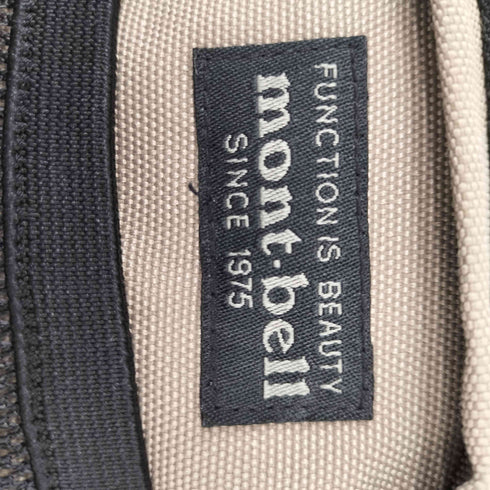 FUNCTION IS BEAUTY
mont·bell
SINCE 1975